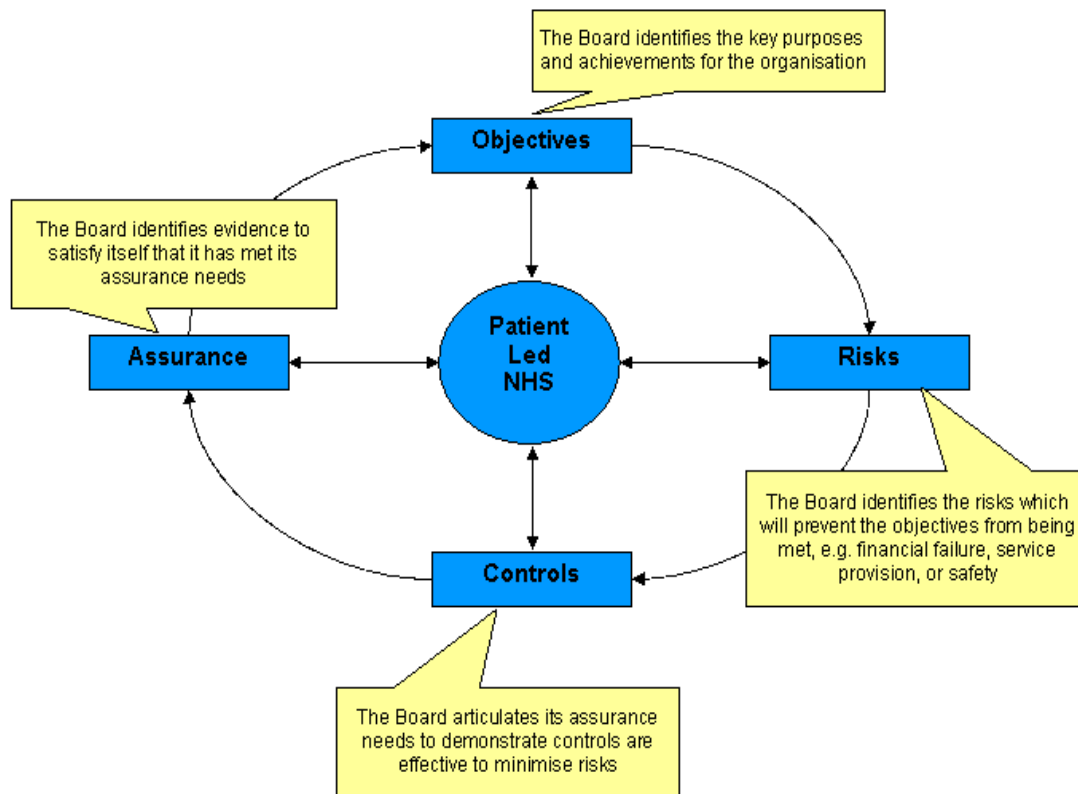 The Board identifies the key purposes
and achievements for the organisation
Objectives
The Board identifies evidence to
satisfy itself that it has met its
assurance needs
Patient
Led
NHS
Assurance
Risks
The Board identifies the risks which
will prevent the objectives from being
met, e.g. financial failure, service
provision, or safety
Controls
The Board articulates its assurance
needs to demonstrate controls are
effective to minimise risks